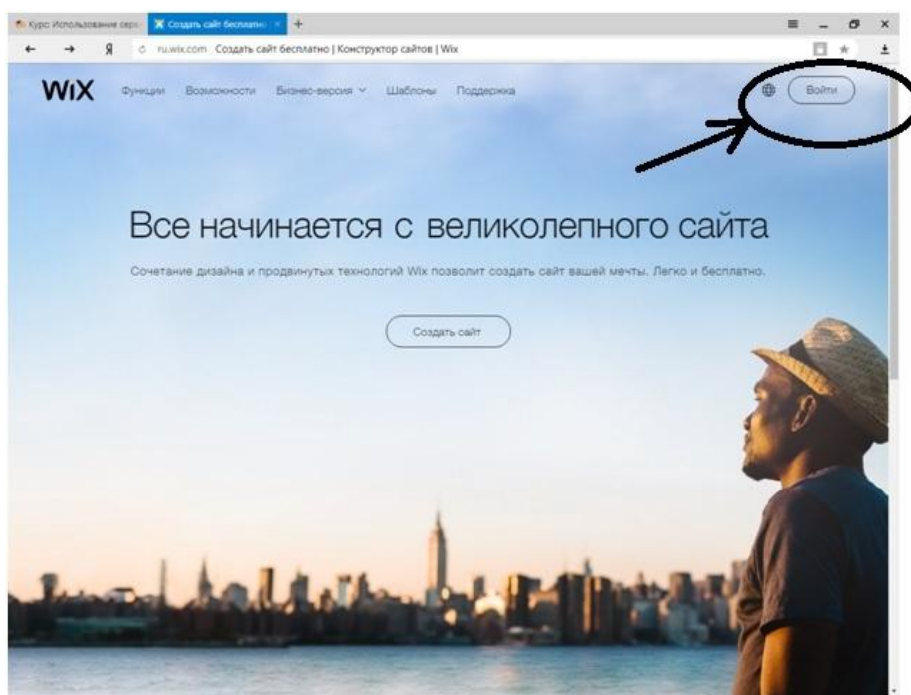 Курс: Использование серв
Создать сайт бесплатно
ru.wix.com Создать сайт бесплатно | Конструктор сайтов | Wix
WiX Функции Возможности Бизнес-версия Шаблоны Поддержка Войти
Все начинается с великолепного сайта
Сочетание дизайна и продвинутых технологий Wix позволит создать сайт вашей мечты. Легко и бесплатно.
Создать сайт